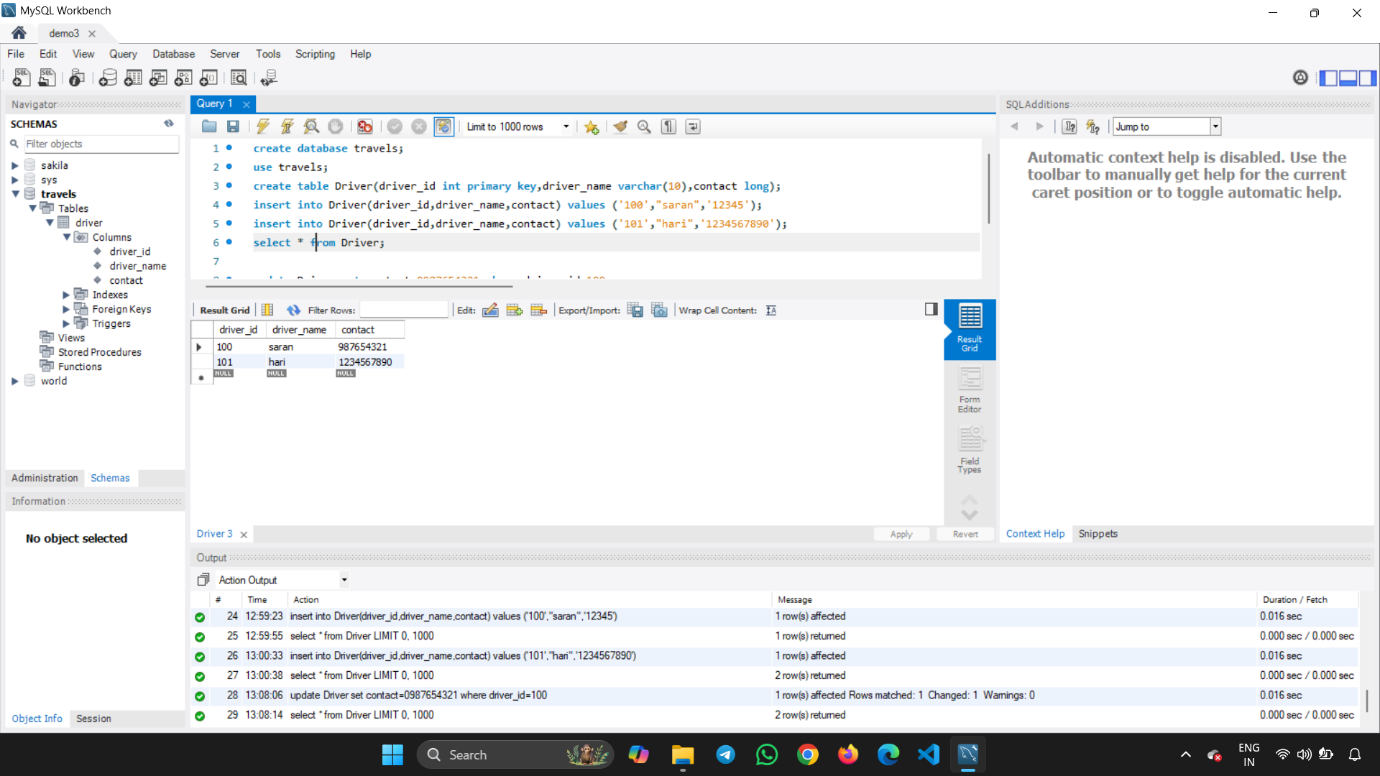 MySQL Workbench
demo3
File Edit View Query Database Server Tools Scripting Help
Navigator
SCHEMAS
Filter objects
sakila
sys
travels
Tables
driver
Columns
driver_id
driver_name
contact
Indexes
Foreign Keys
Triggers
Views
Stored Procedures
Functions
world
Administration Schemas
Information
No object selected
Object Info Session
Query 1
Limit to 1000 rows
1 create database travels;
2 use travels;
3 create table Driver(driver_id int primary key,driver_name varchar(10),contact long);
4 insert into Driver(driver_id,driver_name,contact) values ('100',"saran",'12345');
5 insert into Driver(driver_id,driver_name,contact) values ('101',"hari",'1234567890');
6 select * from Driver;
7
Result Grid Filter Rows: Edit: Export/Import: Wrap Cell Content:
driver_id driver_name contact
100 saran 987654321
101 hari 1234567890
NULL NULL NULL
Result Grid
Form Editor
Field Types
Driver 3 Apply Revert
SQLAdditions
Jump to
Automatic context help is disabled. Use the
toolbar to manually get help for the current
caret position or to toggle automatic help.
Context Help Snippets
Output
Action Output
# Time Action Message Duration / Fetch
24 12:59:23 insert into Driver(driver_id,driver_name,contact) values ('100',"saran",'12345') 1 row(s) affected 0.016 sec
25 12:59:55 select * from Driver LIMIT 0, 1000 1 row(s) returned 0.000 sec / 0.000 sec
26 13:00:33 insert into Driver(driver_id,driver_name,contact) values ('101',"hari",'1234567890') 1 row(s) affected 0.016 sec
27 13:00:38 select * from Driver LIMIT 0, 1000 2 row(s) returned 0.000 sec / 0.000 sec
28 13:08:06 update Driver set contact=0987654321 where driver_id=100 1 row(s) affected Rows matched: 1 Changed: 1 Warnings: 0 0.016 sec
29 13:08:14 select * from Driver LIMIT 0, 1000 2 row(s) returned 0.000 sec / 0.000 sec
Search
ENG
IN